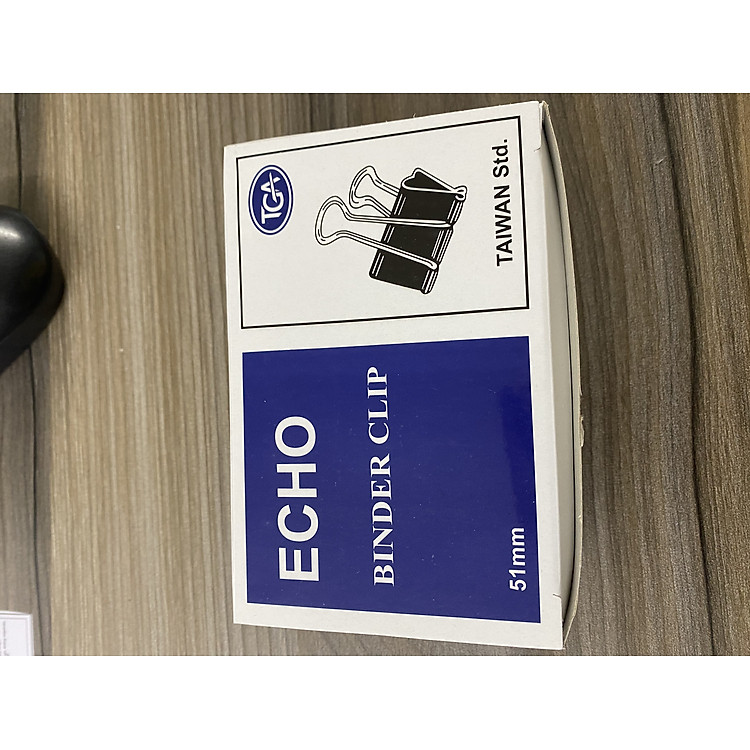 ECHO
BINDER CLIP
51mm
TGA
TAIWAN Std.